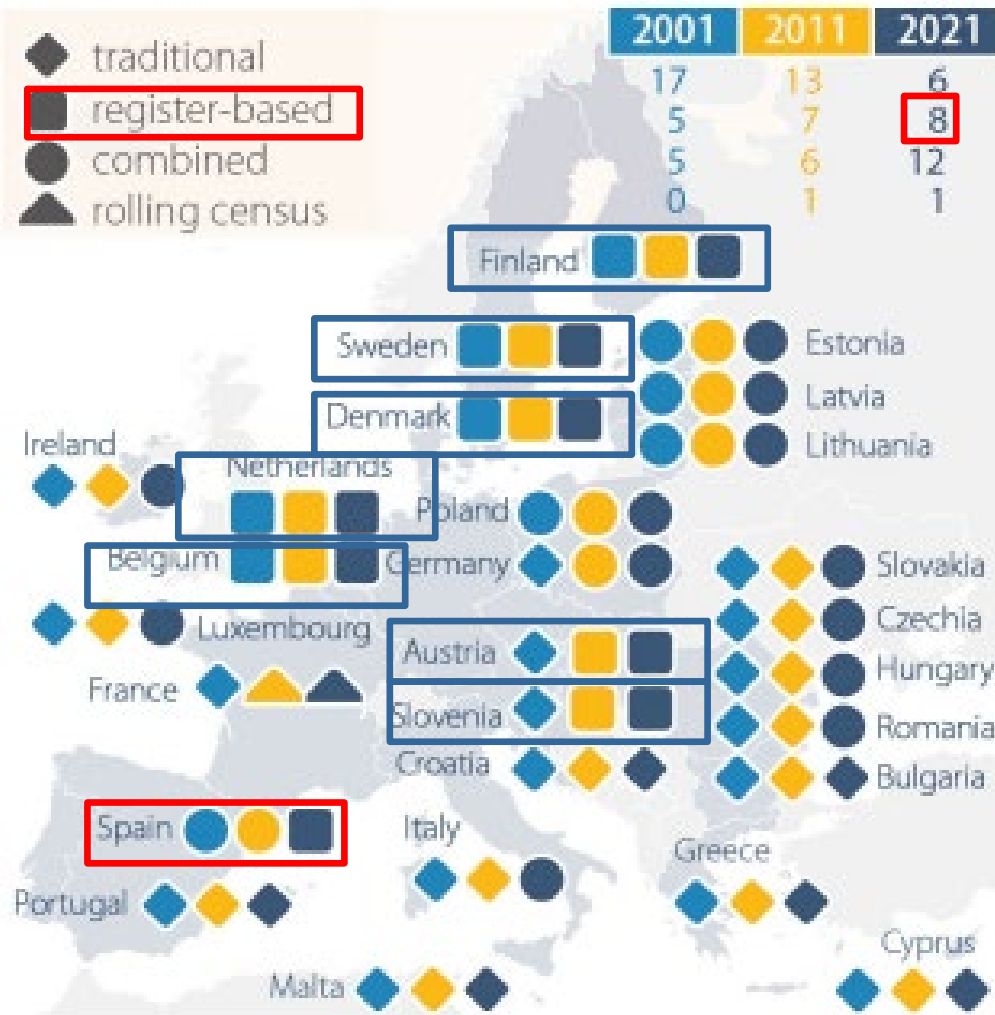 2001 2011 2021
traditional 17 13 6
register-based 5 7 8
combined 5 6 12
rolling census 0 1 1
Finland
Sweden
Estonia
Denmark
Latvia
Ireland
Lithuania
Netherlands
Poland
Belgium
Germany
Slovakia
Luxembourg
Czechia
Austria
Hungary
France
Slovenia
Romania
Croatia
Bulgaria
Spain
Italy
Greece
Portugal
Cyprus
Malta